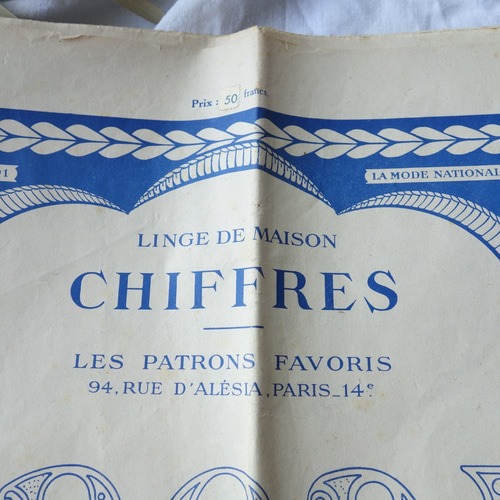 Prix : 50 francs.
LA MODE NATIONAL
LINGE DE MAISON
CHIFFRES
LES PATRONS FAVORIS
94, RUE D'ALÉSIA, PARIS_14e